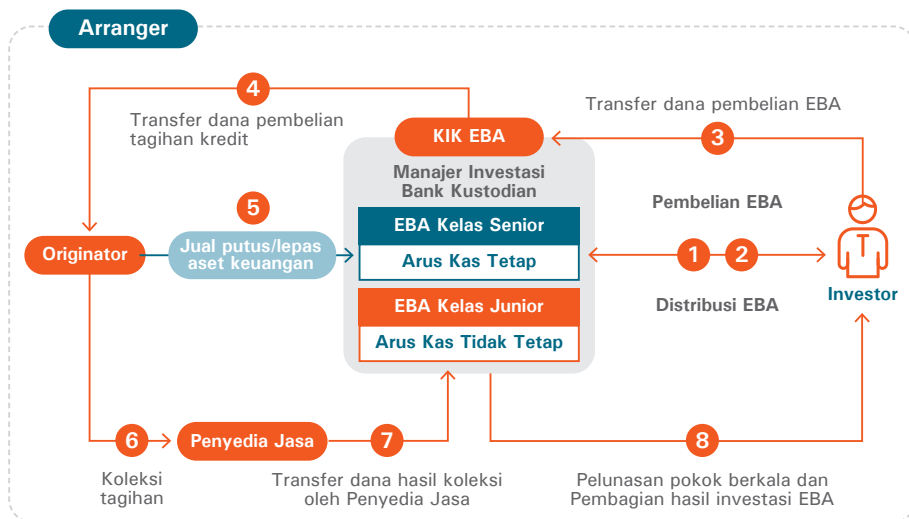 Arranger
4
Transfer dana pembelian
tagihan kredit
KIK EBA
Transfer dana pembelian EBA
3
Manajer Investasi
Bank Kustodian
5
Originator
Jual putus/lepas
aset keuangan
EBA Kelas Senior
Arus Kas Tetap
EBA Kelas Junior
Arus Kas Tidak Tetap
Pembelian EBA
1
2
Distribusi EBA
Investor
6
Koleksi
tagihan
Penyedia Jasa
7
Transfer dana hasil koleksi
oleh Penyedia Jasa
8
Pelunasan pokok berkala dan
Pembagian hasil investasi EBA